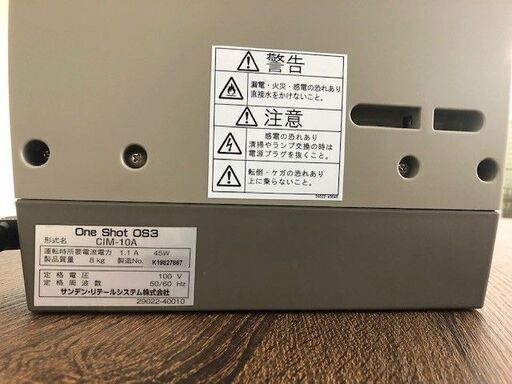 警告
漏電・火災・感電の恐れあり
直接水をかけないこと。
注意
感電の恐れあり
清掃やランプ交換の時は
電源プラグを抜くこと。
転倒・ケガの恐れあり
上に乗らないこと。
29022-40040
One Shot OS3
形式名 CIM-10A
運転時所要電流電力 1.1 A 45W
製品質量 8 kg 製造No. K19827867
定格電圧 100 V
定格周波数 50/60 Hz
サンデン・リテールシステム株式会社
29022-40010